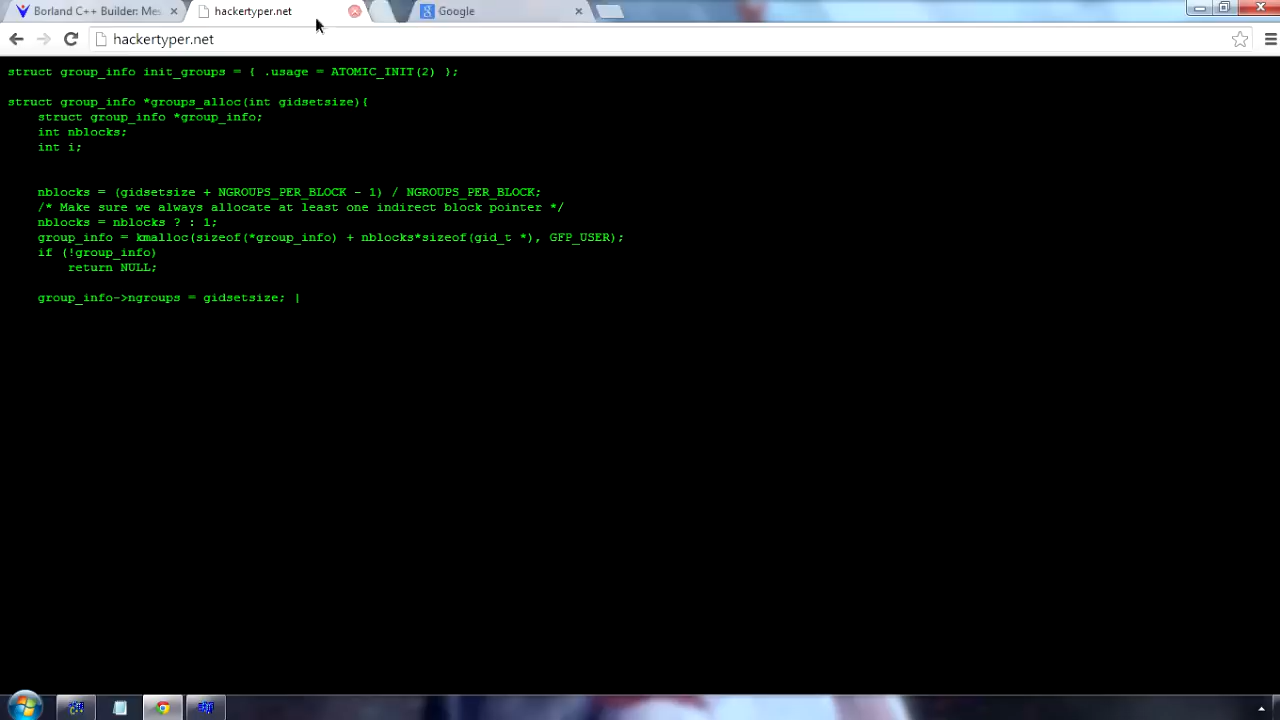 Borland C++ Builder: Mes
hackertyper.net
Google
hackertyper.net
struct group_info init_groups = { .usage = ATOMIC_INIT(2) };
struct group_info *groups_alloc(int gidsetsize){
struct group_info *group_info;
int nblocks;
int i;
nblocks = (gidsetsize + NGROUPS_PER_BLOCK - 1) / NGROUPS_PER_BLOCK;
/* Make sure we always allocate at least one indirect block pointer */
nblocks = nblocks ? : 1;
group_info = kmalloc(sizeof(*group_info) + nblocks*sizeof(gid_t *), GFP_USER);
if (!group_info)
return NULL;
group_info->ngroups = gidsetsize; |